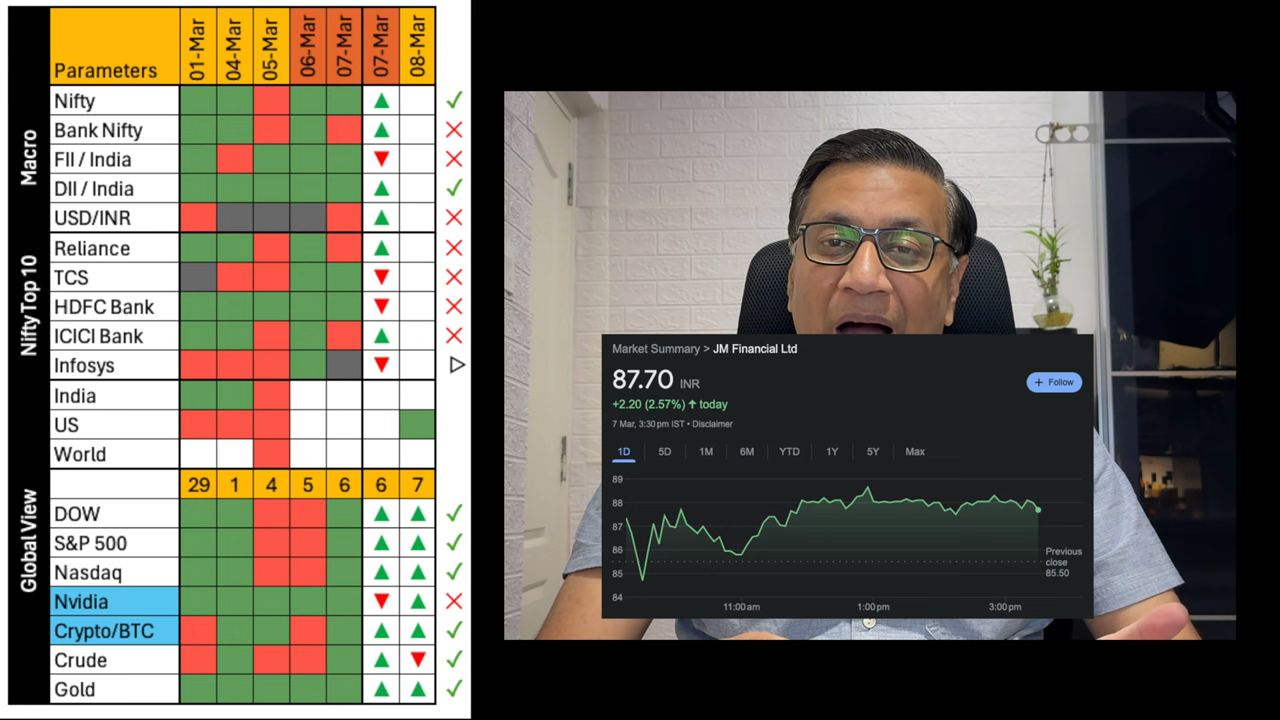 Parameters 01-Mar 04-Mar 05-Mar 06-Mar 07-Mar 07-Mar 08-Mar
Macro
Nifty
Bank Nifty
FII / India
DII / India
USD/INR
Nifty Top 10
Reliance
TCS
HDFC Bank
ICICI Bank
Infosys
India
US
World
29 1 4 5 6 6 7
Global View
DOW
S&P 500
Nasdaq
Nvidia
Crypto/BTC
Crude
Gold
Market Summary > JM Financial Ltd
87.70 INR
+ Follow
+2.20 (2.57%) ↑ today
7 Mar, 3:30 pm IST • Disclaimer
1D 5D 1M 6M YTD 1Y 5Y Max
89
88
87
86
85
84
Previous
close
85.50
11:00 am 1:00 pm 3:00 pm